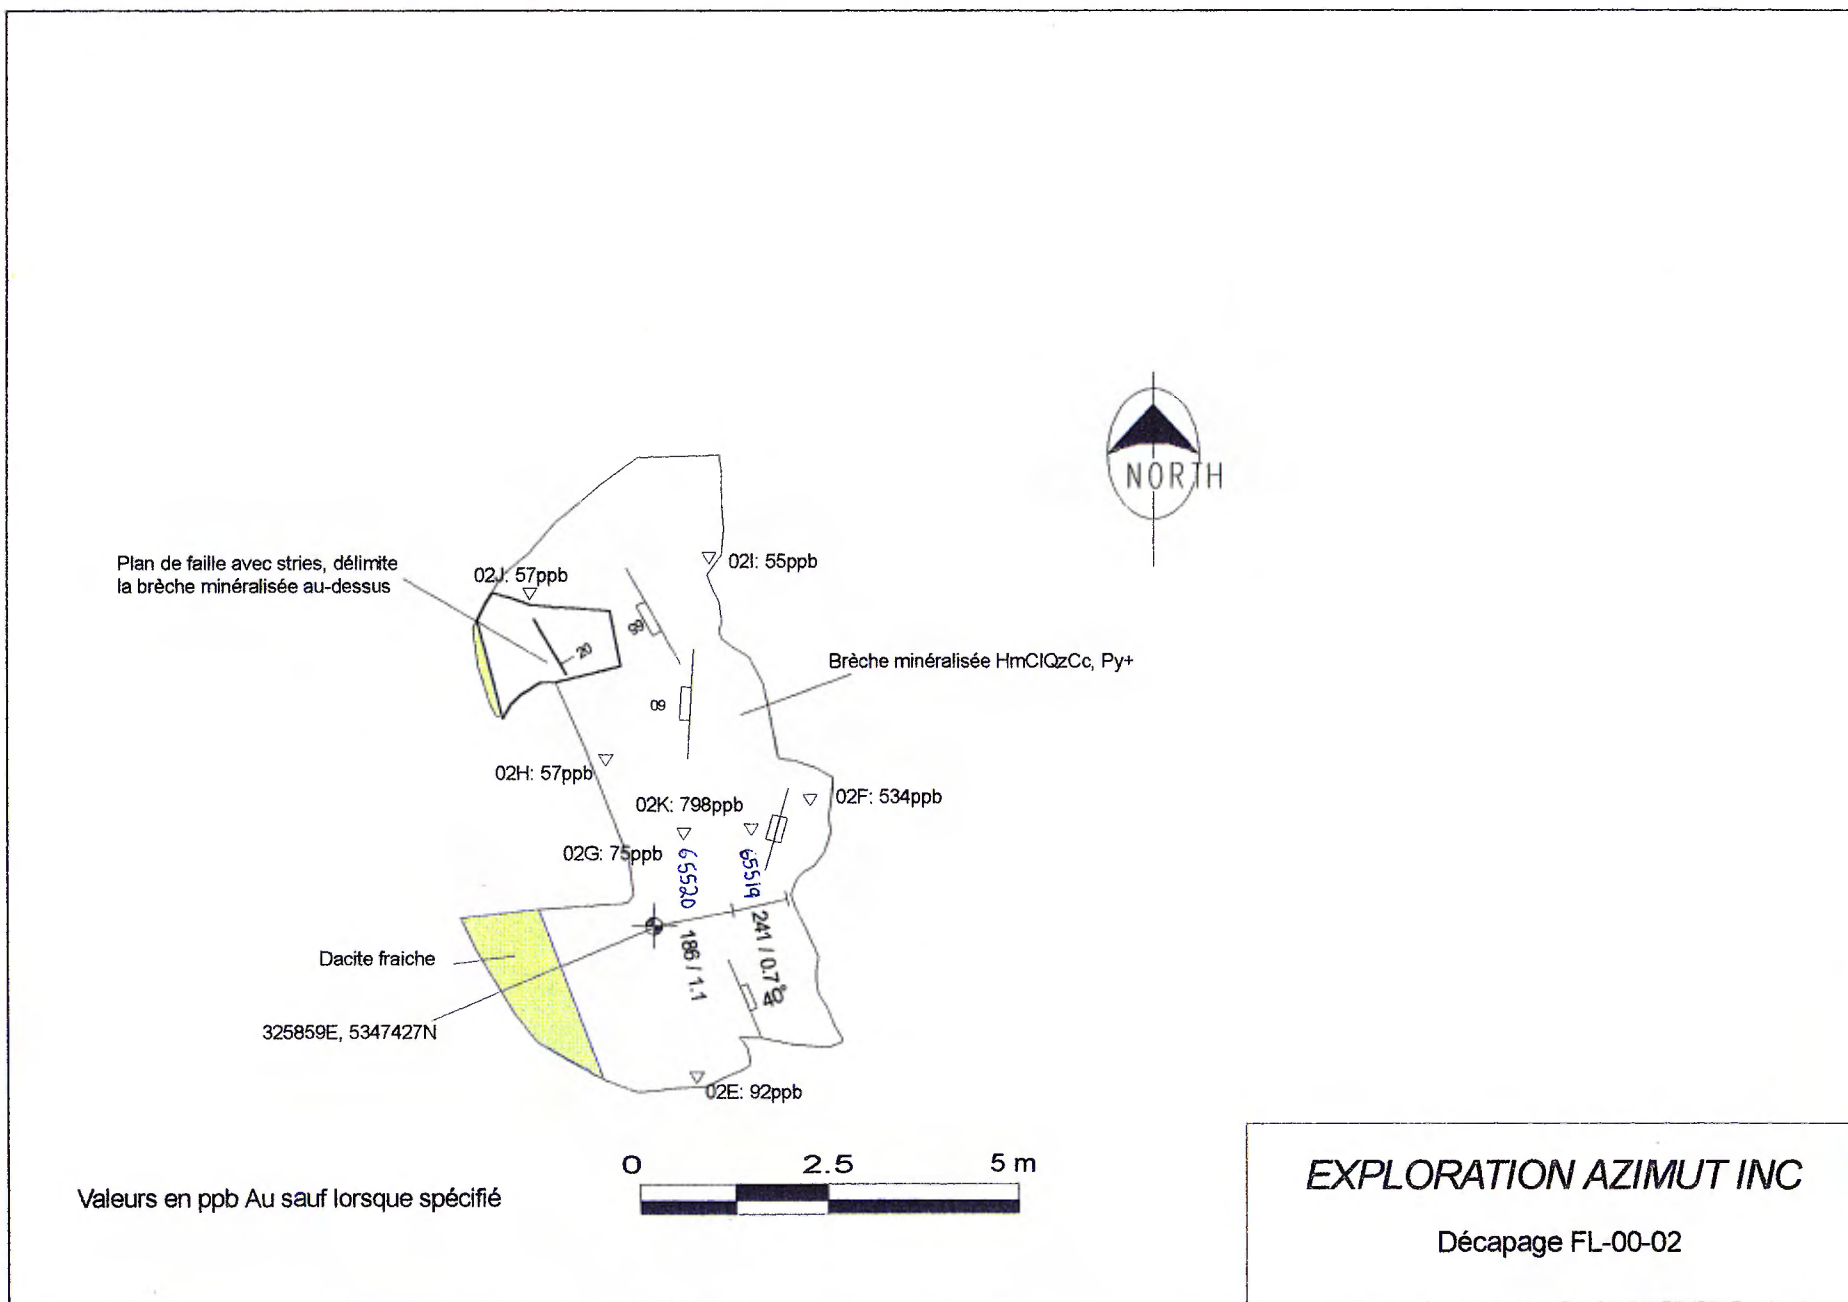 NORTH
Plan de faille avec stries, délimite
la brèche minéralisée au-dessus
02J: 57ppb
02I: 55ppb
20
Brèche minéralisée HmClQzCc, Py+
60
02H: 57ppb
02K: 798ppb
02F: 534ppb
02G: 75ppb
65520
65519
241 / 0.7
186 / 1.1
Dacite fraiche
325859E, 5347427N
02E: 92ppb
0 2.5 5 m
Valeurs en ppb Au sauf lorsque spécifié
EXPLORATION AZIMUT INC
Décapage FL-00-02